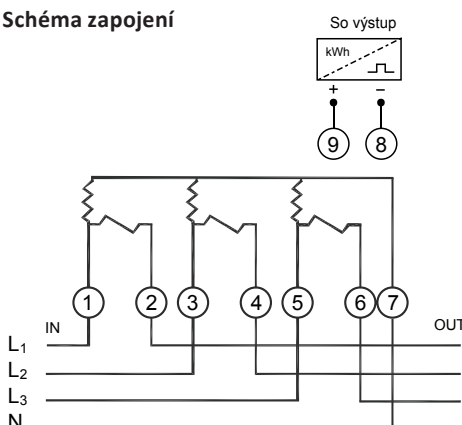 Schéma zapojení
So výstup
kWh
+ −
9 8
1 2 3 4 5 6 7
IN
OUT
L1
L2
L3
N